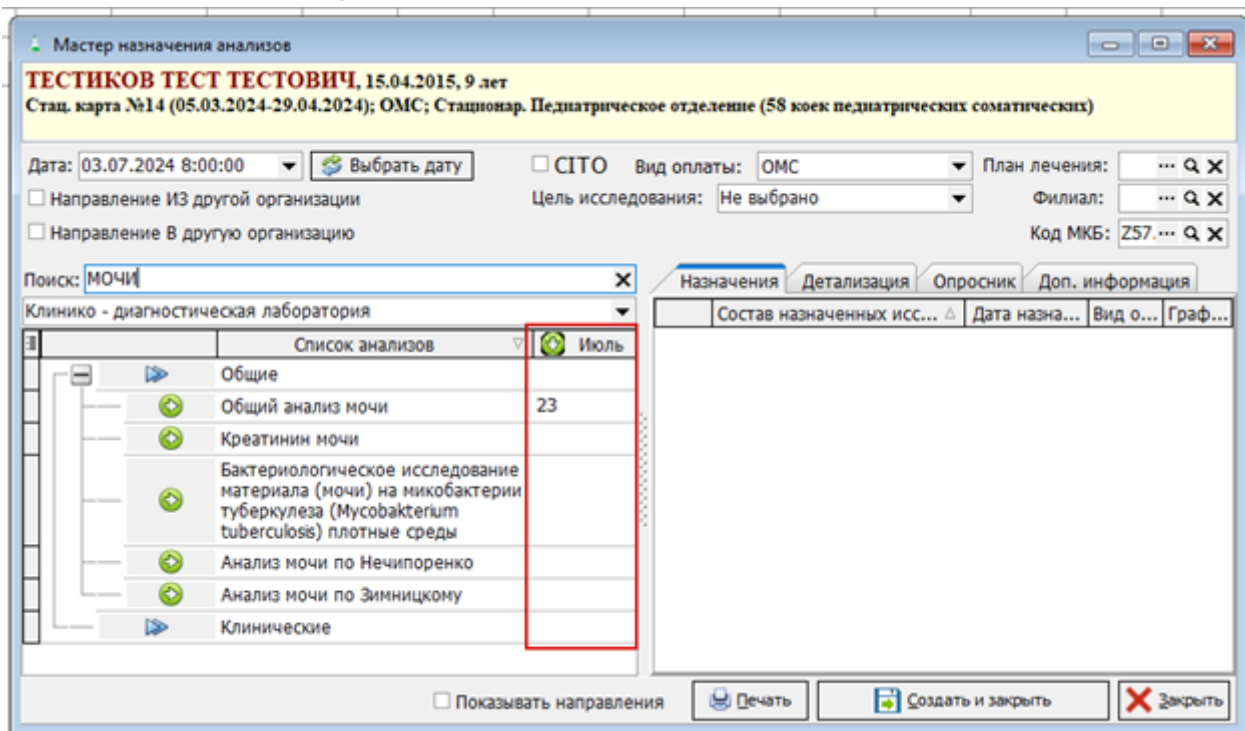 Мастер назначения анализов
ТЕСТИКОВ ТЕСТ ТЕСТОВИЧ, 15.04.2015, 9 лет
Стац. карта №14 (05.03.2024-29.04.2024); ОМС; Стационар. Педиатрическое отделение (58 коек педиатрических соматических)
Дата: 03.07.2024 8:00:00 Выбрать дату CITO Вид оплаты: ОМС План лечения:
Направление ИЗ другой организации Цель исследования: Не выбрано Филиал:
Направление В другую организацию Код МКБ: Z57.
Поиск: МОЧИ
Назначения Детализация Опросник Доп. информация
Клинико - диагностическая лаборатория
Состав назначенных исс... Дата назна... Вид о... Граф...
Список анализов Июль
Общие
Общий анализ мочи 23
Креатинин мочи
Бактериологическое исследование
материала (мочи) на микобактерии
туберкулеза (Mycobakterium
tuberculosis) плотные среды
Анализ мочи по Нечипоренко
Анализ мочи по Зимницкому
Клинические
Показывать направления Печать Создать и закрыть Закрыть